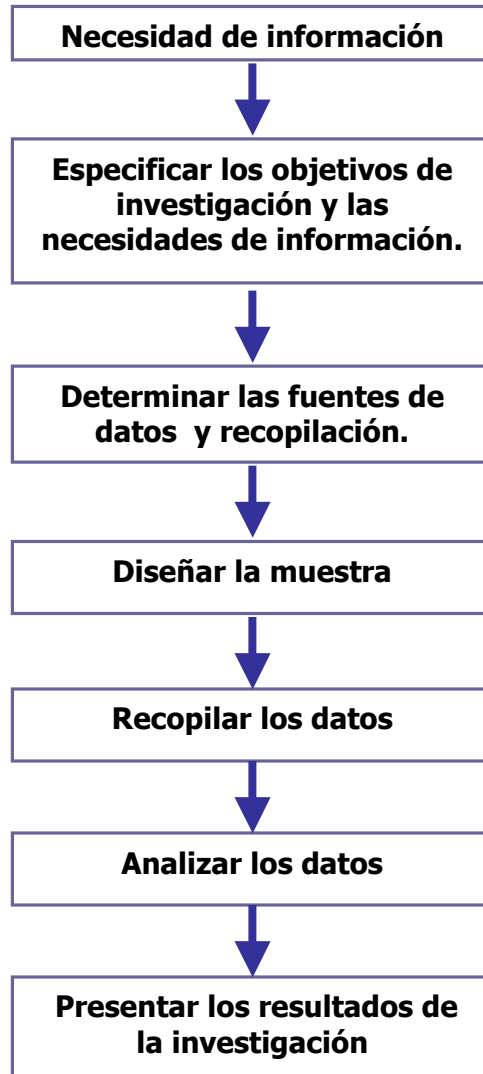 Necesidad de información
Especificar los objetivos de
investigación y las
necesidades de información.
Determinar las fuentes de
datos y recopilación.
Diseñar la muestra
Recopilar los datos
Analizar los datos
Presentar los resultados de
la investigación